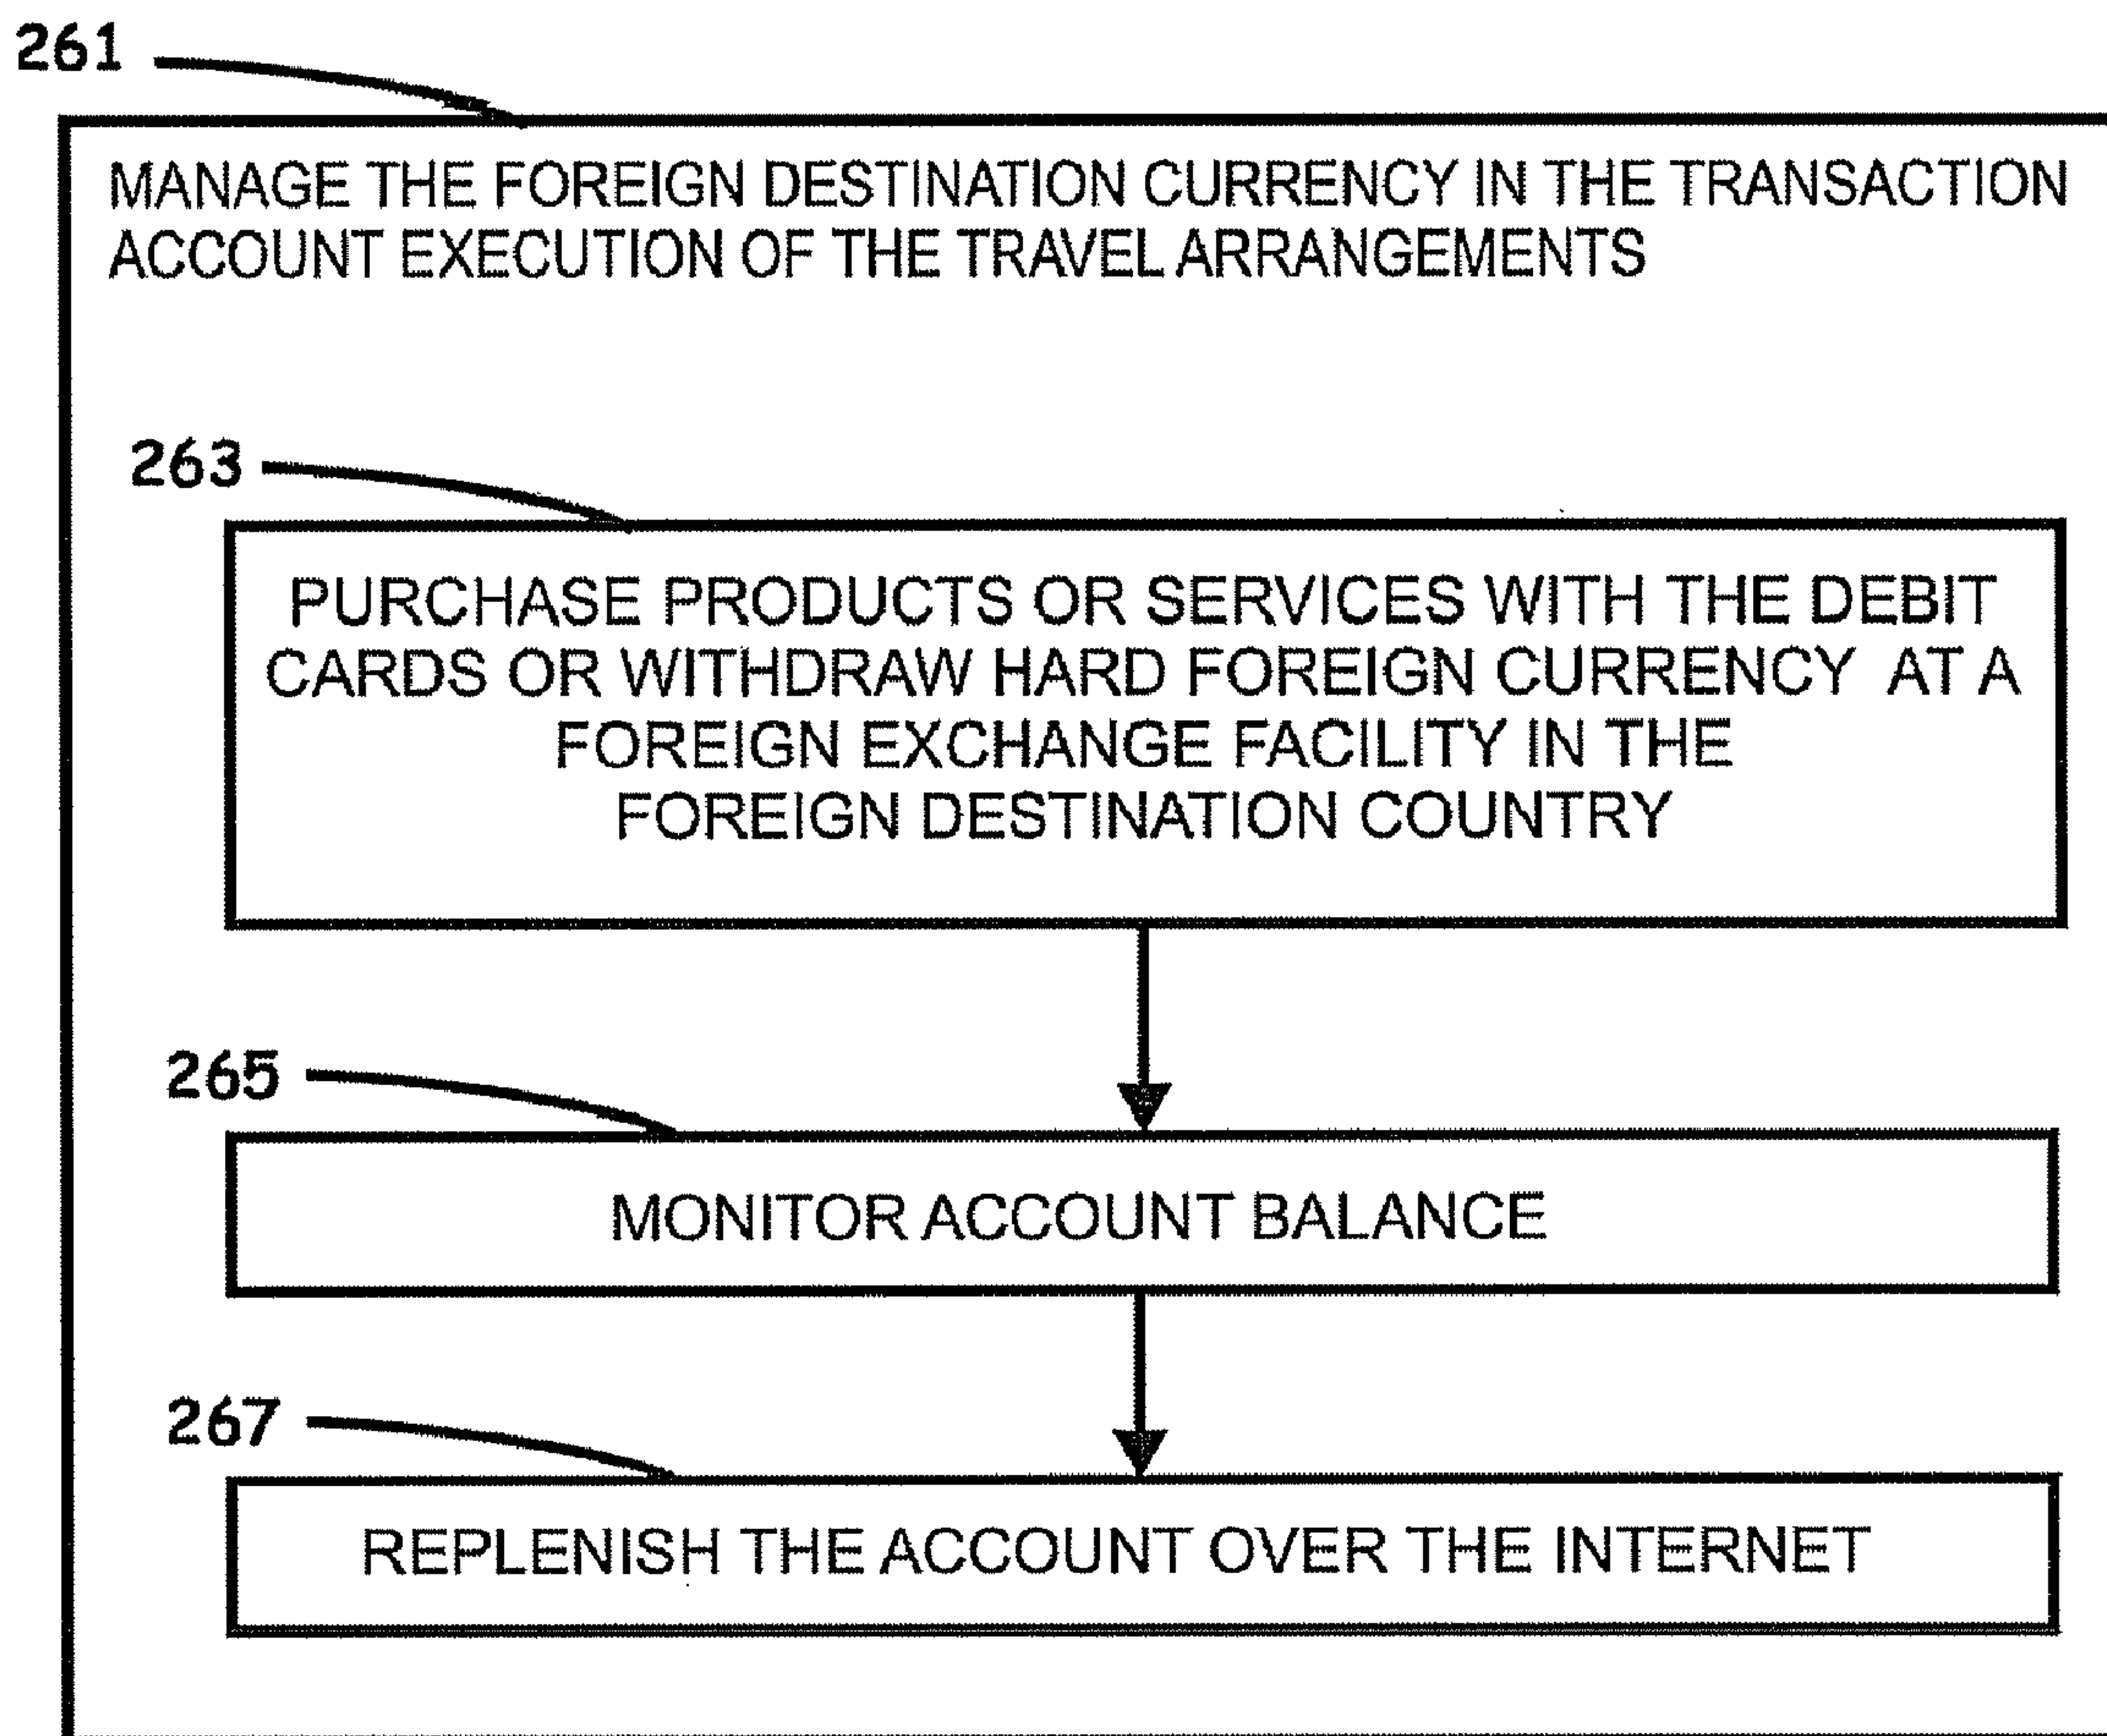 261
MANAGE THE FOREIGN DESTINATION CURRENCY IN THE TRANSACTION
ACCOUNT EXECUTION OF THE TRAVEL ARRANGEMENTS
263
PURCHASE PRODUCTS OR SERVICES WITH THE DEBIT
CARDS OR WITHDRAW HARD FOREIGN CURRENCY AT A
FOREIGN EXCHANGE FACILITY IN THE
FOREIGN DESTINATION COUNTRY
265
MONITOR ACCOUNT BALANCE
267
REPLENISH THE ACCOUNT OVER THE INTERNET